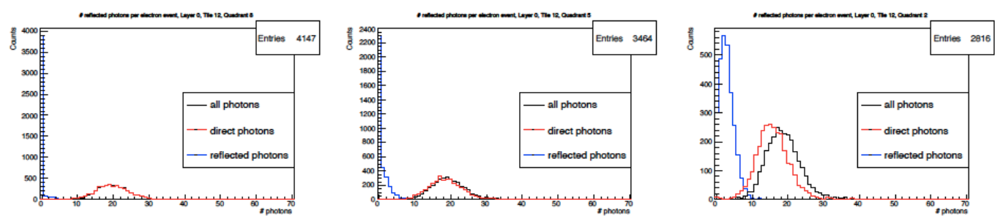 # reflected photons per electron event, Layer 0, Tile 12, Quadrant 8
Counts
4000
3500
3000
2500
2000
1500
1000
500
0
0 10 20 30 40 50 60 70
# photons
Entries 4147
all photons
direct photons
reflected photons
# reflected photons per electron event, Layer 0, Tile 12, Quadrant 5
Counts
2400
2200
2000
1800
1600
1400
1200
1000
800
600
400
200
0
0 10 20 30 40 50 60 70
# photons
Entries 3464
all photons
direct photons
reflected photons
# reflected photons per electron event, Layer 0, Tile 12, Quadrant 2
Counts
500
400
300
200
100
0
0 10 20 30 40 50 60 70
# photons
Entries 2816
all photons
direct photons
reflected photons